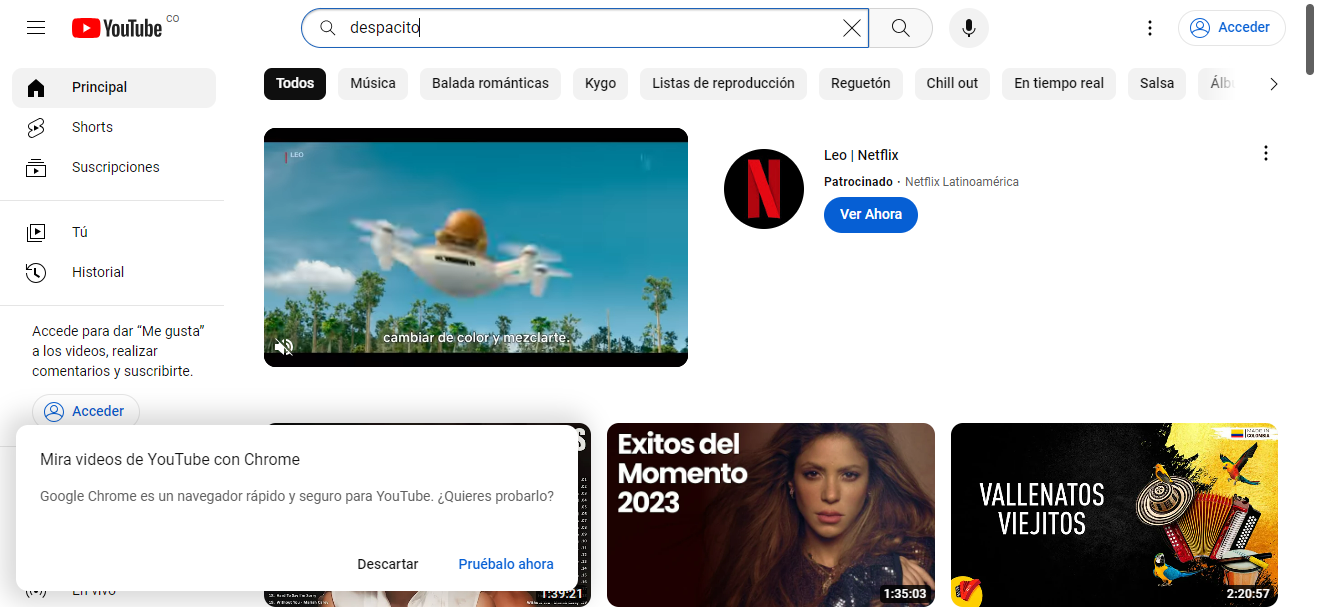 YouTube CO
despacito
Acceder
Principal
Shorts
Suscripciones
Tú
Historial
Accede para dar “Me gusta”
a los videos, realizar
comentarios y suscribirte.
Acceder
Todos
Música
Balada románticas
Kygo
Listas de reproducción
Reguetón
Chill out
En tiempo real
Salsa
LEO
cambiar de color y mezclarte.
Leo | Netflix
Patrocinado · Netflix Latinoamérica
Ver Ahora
Mira videos de YouTube con Chrome
Google Chrome es un navegador rápido y seguro para YouTube. ¿Quieres probarlo?
Descartar
Pruébalo ahora
1:39:21
Exitos del
Momento
2023
1:35:03
MADE IN
COLOMBIA
VALLENATOS
VIEJITOS
2:20:57